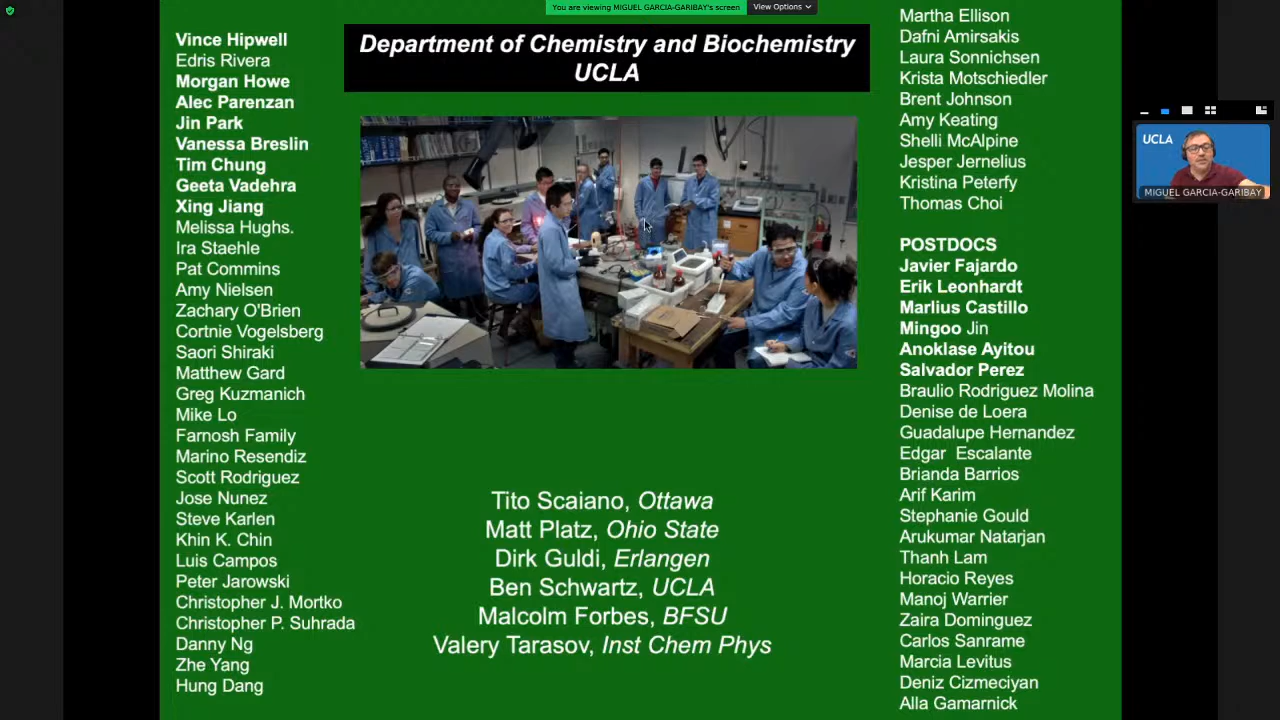 You are viewing MIGUEL GARCIA-GARIBAY's screen
View Options
Vince Hipwell
Edris Rivera
Morgan Howe
Alec Parenzan
Jin Park
Vanessa Breslin
Tim Chung
Geeta Vadehra
Xing Jiang
Melissa Hughs.
Ira Staehle
Pat Commins
Amy Nielsen
Zachary O'Brien
Cortnie Vogelsberg
Saori Shiraki
Matthew Gard
Greg Kuzmanich
Mike Lo
Farnosh Family
Marino Resendiz
Scott Rodriguez
Jose Nunez
Steve Karlen
Khin K. Chin
Luis Campos
Peter Jarowski
Christopher J. Mortko
Christopher P. Suhrada
Danny Ng
Zhe Yang
Hung Dang
Department of Chemistry and Biochemistry
UCLA
Tito Scaiano, Ottawa
Matt Platz, Ohio State
Dirk Guldi, Erlangen
Ben Schwartz, UCLA
Malcolm Forbes, BFSU
Valery Tarasov, Inst Chem Phys
Martha Ellison
Dafni Amirsakis
Laura Sonnichsen
Krista Motschiedler
Brent Johnson
Amy Keating
Shelli McAlpine
Jesper Jernelius
Kristina Peterfy
Thomas Choi
POSTDOCS
Javier Fajardo
Erik Leonhardt
Marlius Castillo
Mingoo Jin
Anoklase Ayitou
Salvador Perez
Braulio Rodriguez Molina
Denise de Loera
Guadalupe Hernandez
Edgar Escalante
Brianda Barrios
Arif Karim
Stephanie Gould
Arukumar Natarjan
Thanh Lam
Horacio Reyes
Manoj Warrier
Zaira Dominguez
Carlos Sanrame
Marcia Levitus
Deniz Cizmeciyan
Alla Gamarnick
UCLA
MIGUEL GARCIA-GARIBAY